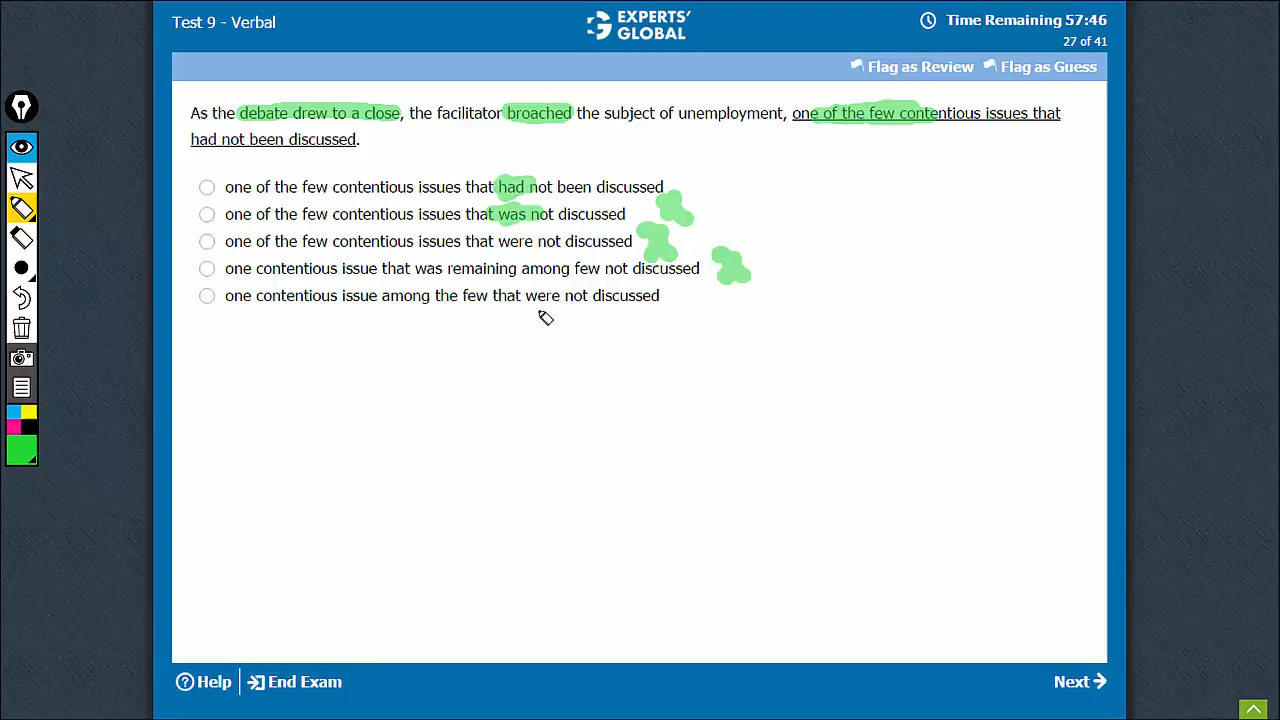 Test 9 - Verbal
EXPERTS'
GLOBAL
Time Remaining 57:46
27 of 41
Flag as Review
Flag as Guess
As the debate drew to a close, the facilitator broached the subject of unemployment, one of the few contentious issues that
had not been discussed.
one of the few contentious issues that had not been discussed
one of the few contentious issues that was not discussed
one of the few contentious issues that were not discussed
one contentious issue that was remaining among few not discussed
one contentious issue among the few that were not discussed
Help
End Exam
Next